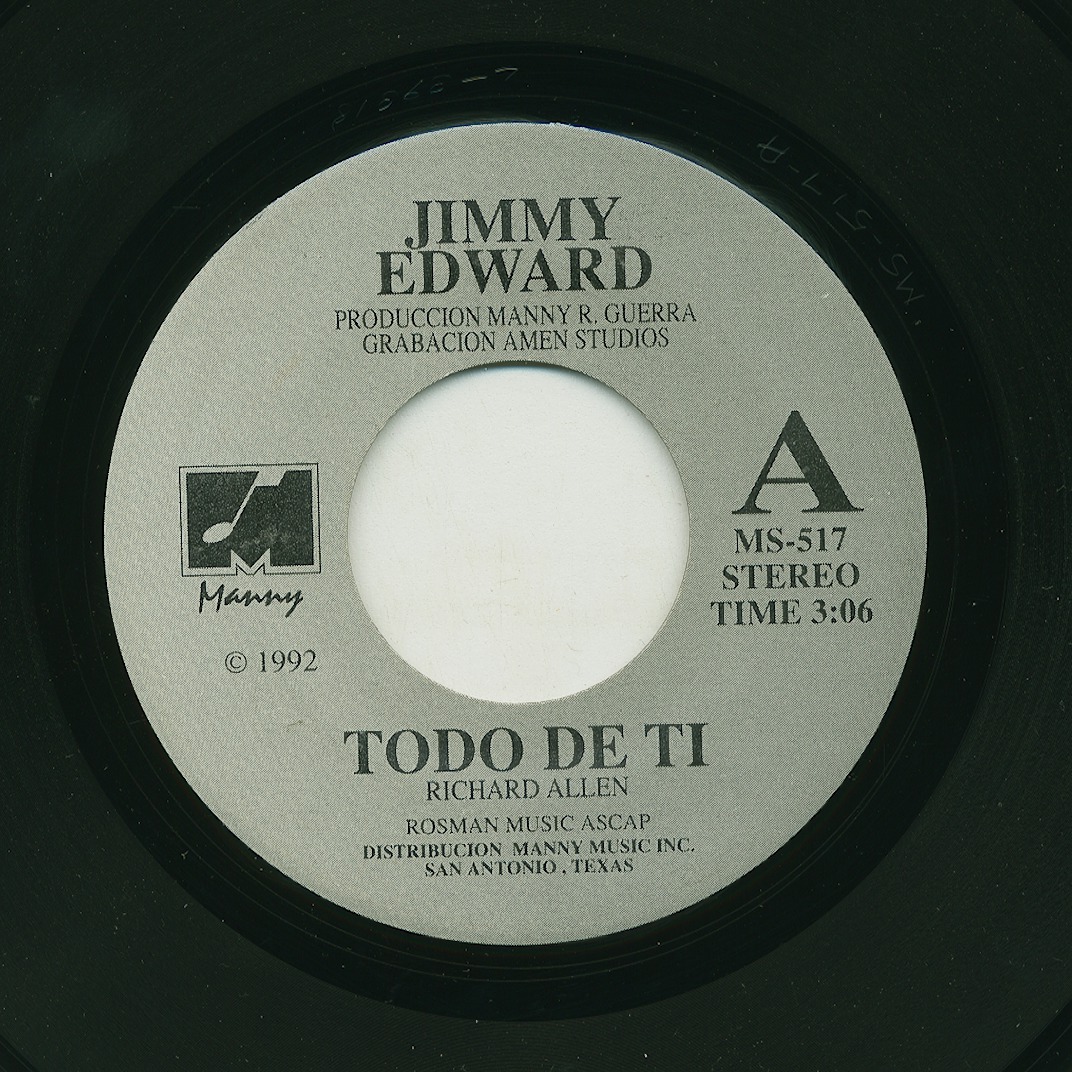 JIMMY
EDWARD
PRODUCCION MANNY R. GUERRA
GRABACION AMEN STUDIOS
Manny
© 1992
A
MS-517
STEREO
TIME 3:06
TODO DE TI
RICHARD ALLEN
ROSMAN MUSIC ASCAP
DISTRIBUCION MANNY MUSIC INC.
SAN ANTONIO , TEXAS
MS-517-A